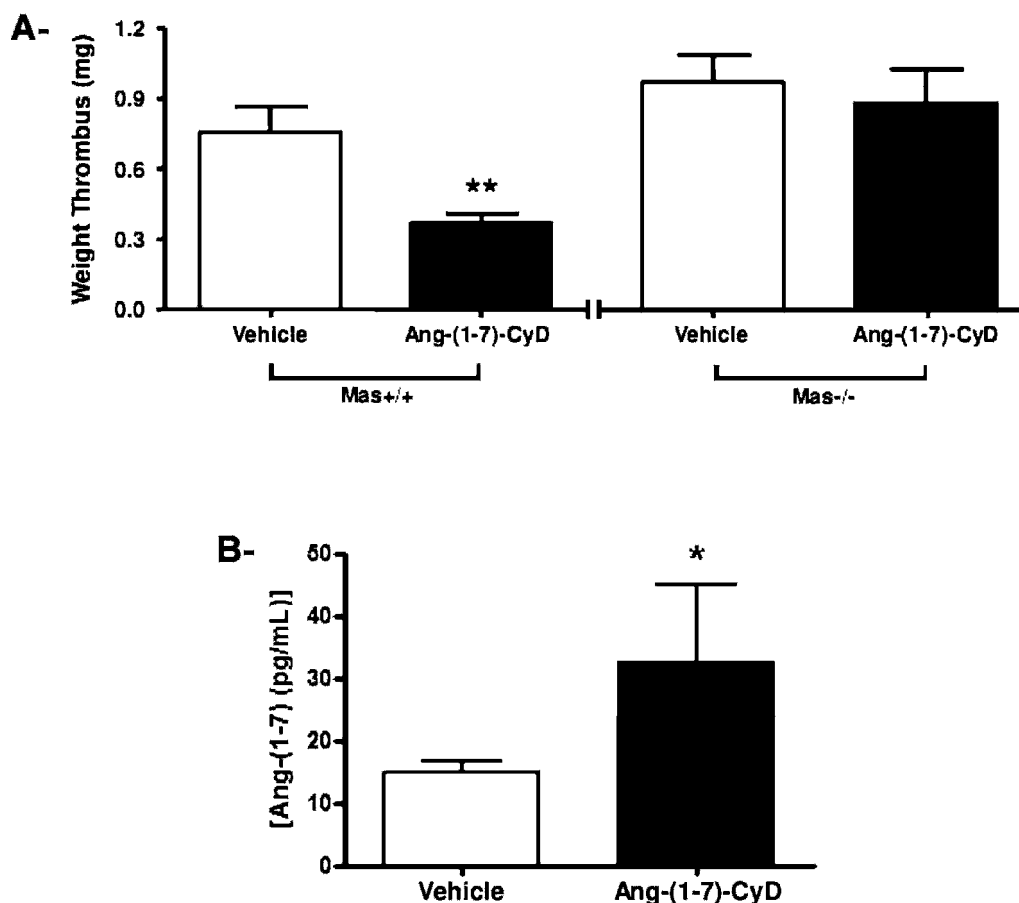 A-
Weight Thrombus (mg)
1.2
0.9
0.6
0.3
0.0
**
Vehicle
Ang-(1-7)-CyD
Vehicle
Ang-(1-7)-CyD
Mas+/+
Mas-/-
B-
[Ang-(1-7) (pg/mL)]
50
40
30
20
10
0
*
Vehicle
Ang-(1-7)-CyD